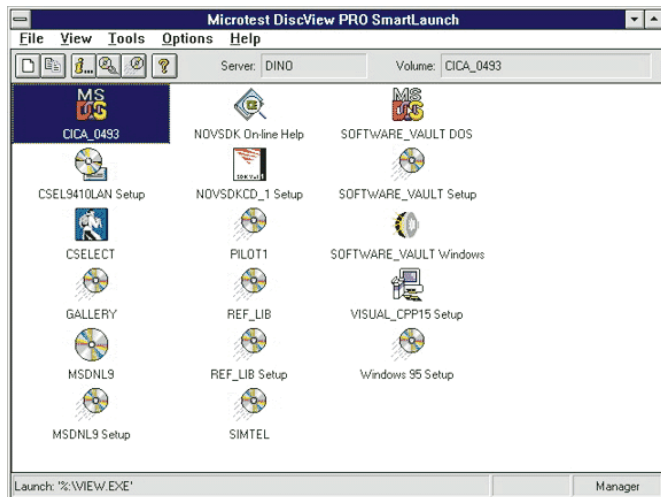 Microtest DiscView PRO SmartLaunch
File View Tools Options Help
i... ? Server: DINO Volume: CICA_0493
MS DOS
MS DOS
CICA_0493 NOVSDK On-line Help SOFTWARE_VAULT DOS
CSEL9410LAN Setup NOVSDKCD_1 Setup SOFTWARE_VAULT Setup
CSELECT PILOT1 SOFTWARE_VAULT Windows
GALLERY REF_LIB VISUAL_CPP15 Setup
MSDNL9 REF_LIB Setup Windows 95 Setup
MSDNL9 Setup SIMTEL
Launch: '%:\VIEW.EXE' Manager